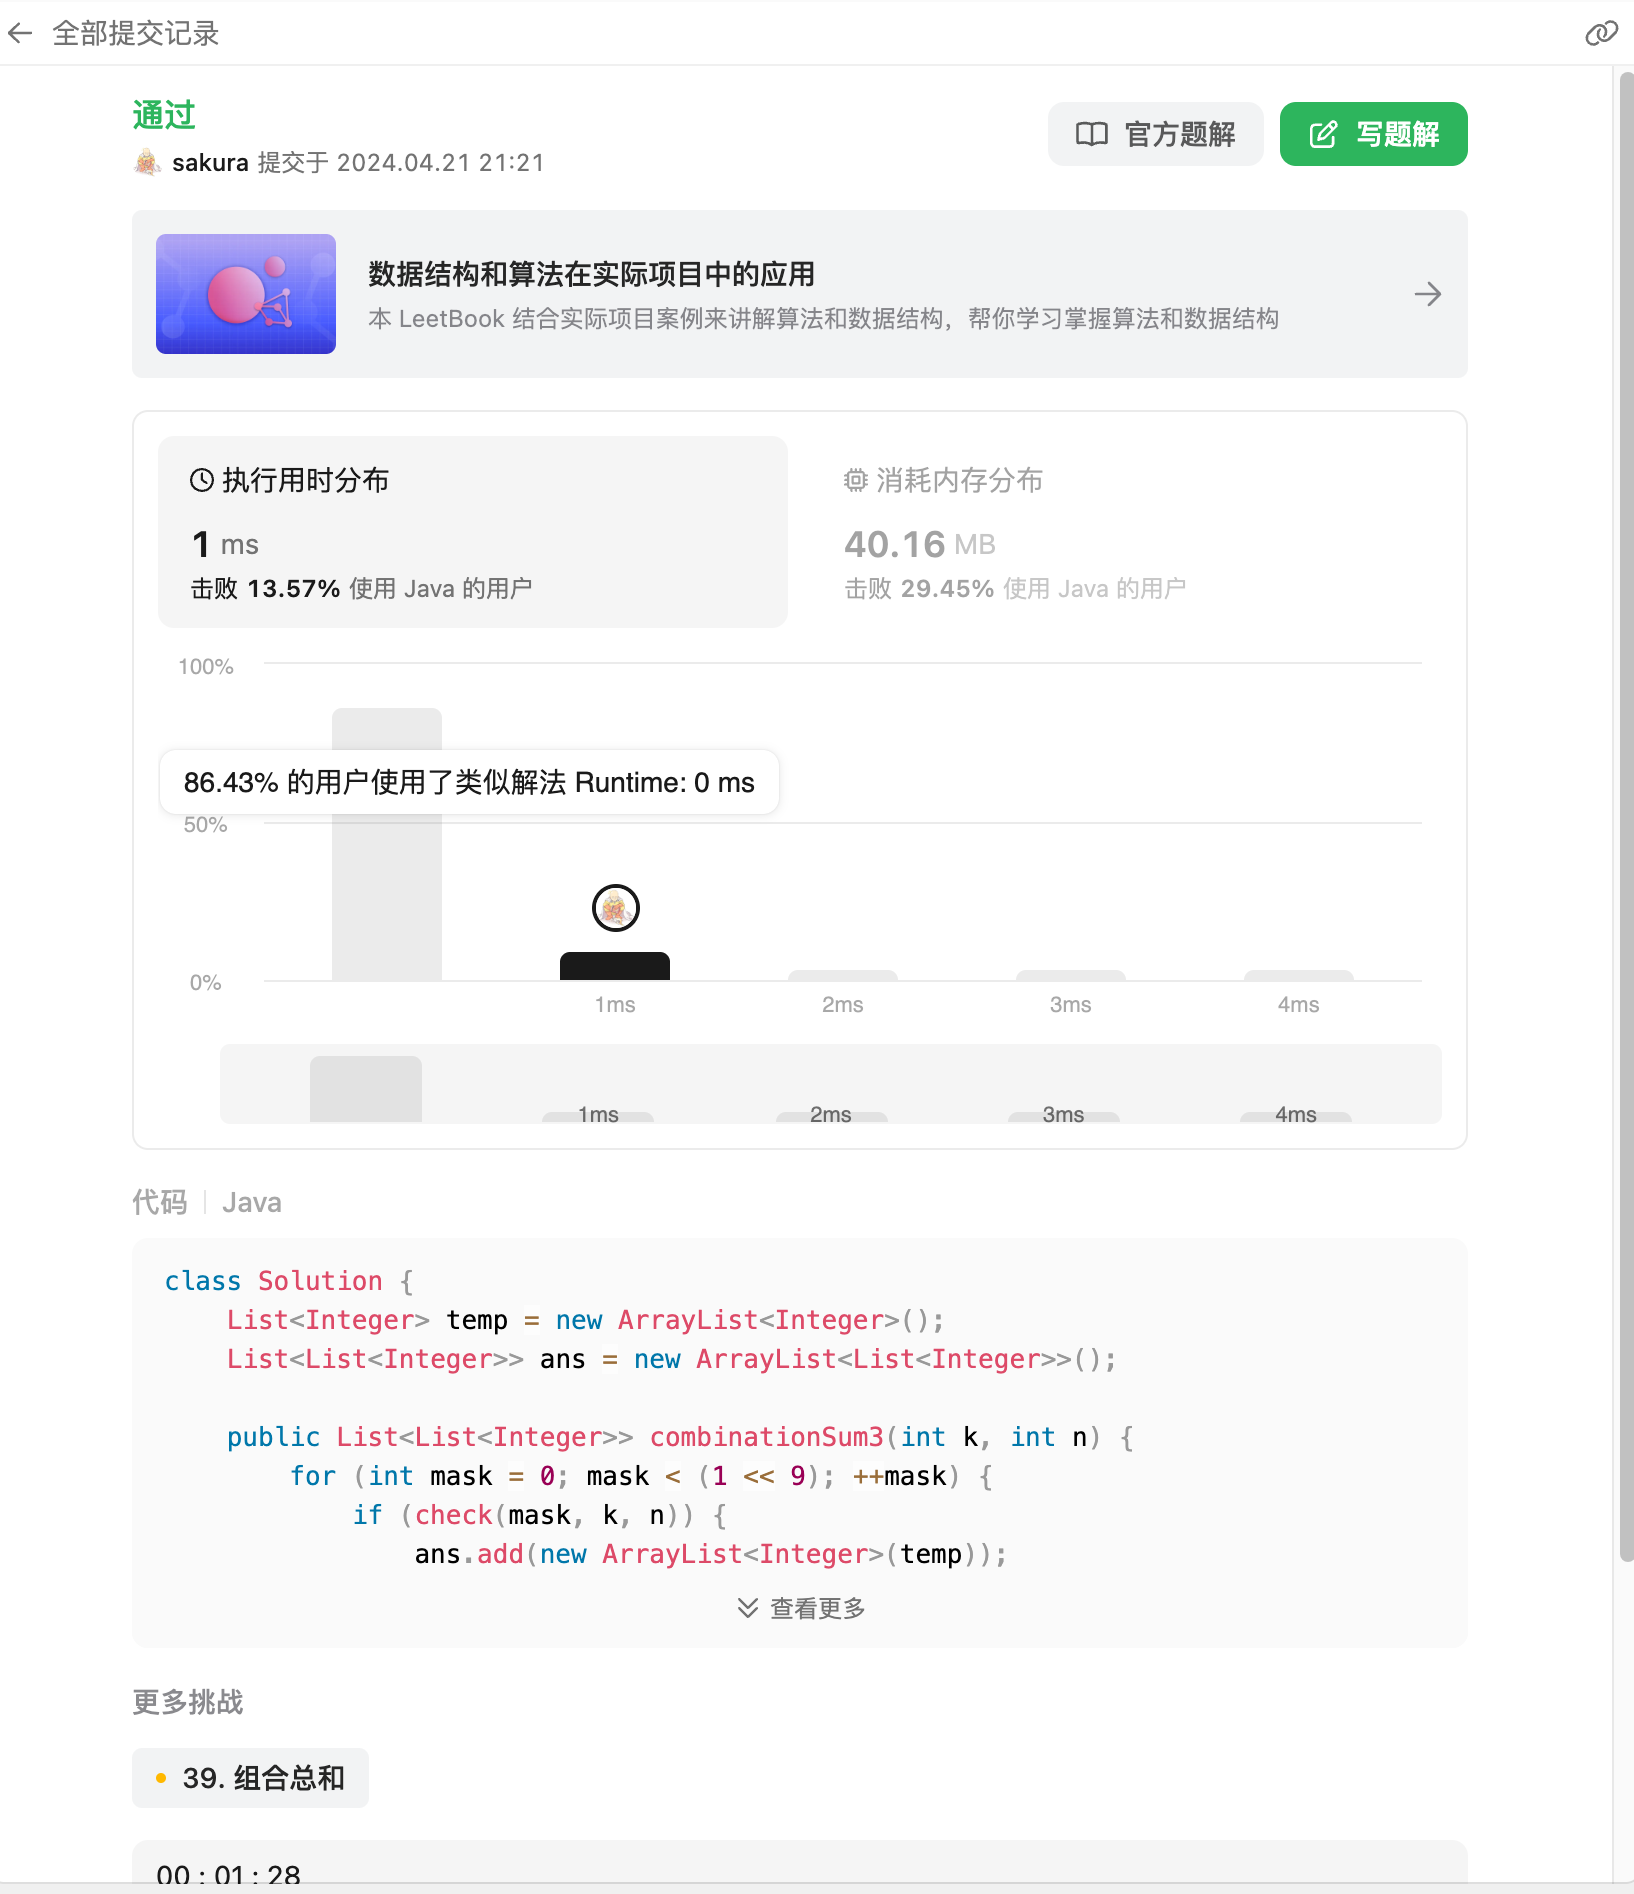 全部提交记录
通过
sakura 提交于 2024.04.21 21:21
官方题解
写题解
数据结构和算法在实际项目中的应用
本 LeetBook 结合实际项目案例来讲解算法和数据结构，帮你学习掌握算法和数据结构
执行用时分布
1 ms
击败 13.57% 使用 Java 的用户
消耗内存分布
40.16 MB
击败 29.45% 使用 Java 的用户
100%
86.43% 的用户使用了类似解法 Runtime: 0 ms
50%
0%
1ms 2ms 3ms 4ms
1ms 2ms 3ms 4ms
代码 | Java
class Solution {
    List<Integer> temp = new ArrayList<Integer>();
    List<List<Integer>> ans = new ArrayList<List<Integer>>();
    public List<List<Integer>> combinationSum3(int k, int n) {
        for (int mask = 0; mask < (1 << 9); ++mask) {
            if (check(mask, k, n)) {
                ans.add(new ArrayList<Integer>(temp));
查看更多
更多挑战
39. 组合总和
00 : 01 : 28